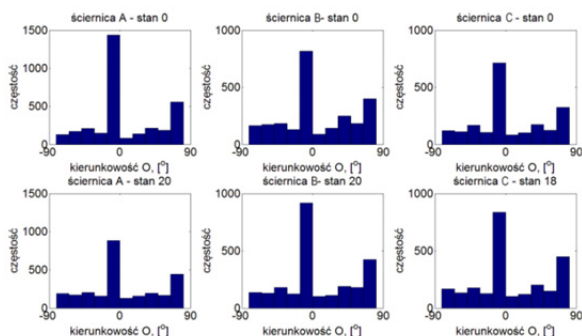 ściernica A - stan 0
ściernica B- stan 0
ściernica C - stan 0
1500
1000
500
0
częstość
-90
0
90
kierunkowość O, [°]
1000
500
0
częstość
-90
0
90
kierunkowość O, [°]
1000
500
0
częstość
-90
0
90
kierunkowość O, [°]
ściernica A - stan 20
ściernica B- stan 20
ściernica C - stan 18
1500
1000
500
0
częstość
-90
0
90
kierunkowość O, [°]
1000
500
0
częstość
-90
0
90
kierunkowość O, [°]
1000
500
0
częstość
-90
0
90
kierunkowość O, [°]